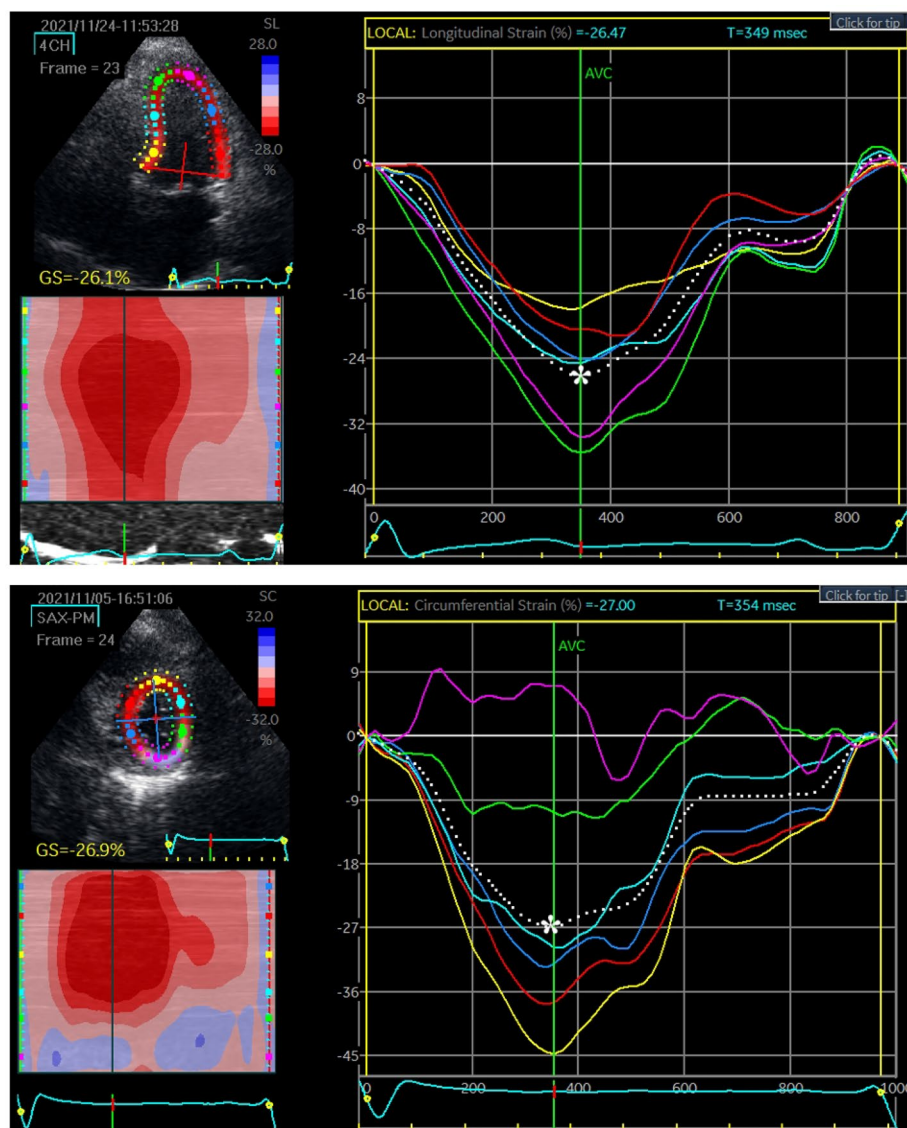 2021/11/24-11:53:28
4CH
Frame = 23
SL
28.0
-28.0
%
GS=-26.1%
Click for tip
LOCAL: Longitudinal Strain (%) =-26.47 T=349 msec
AVC
8
0
-8
-16
-24
-32
-40
0 200 400 600 800
2021/11/05-16:51:06
SAX-PM
Frame = 24
SC
32.0
-32.0
%
GS=-26.9%
Click for tip [-]
LOCAL: Circumferential Strain (%) =-27.00 T=354 msec
AVC
9
0
-9
-18
-27
-36
-45
0 200 400 600 800